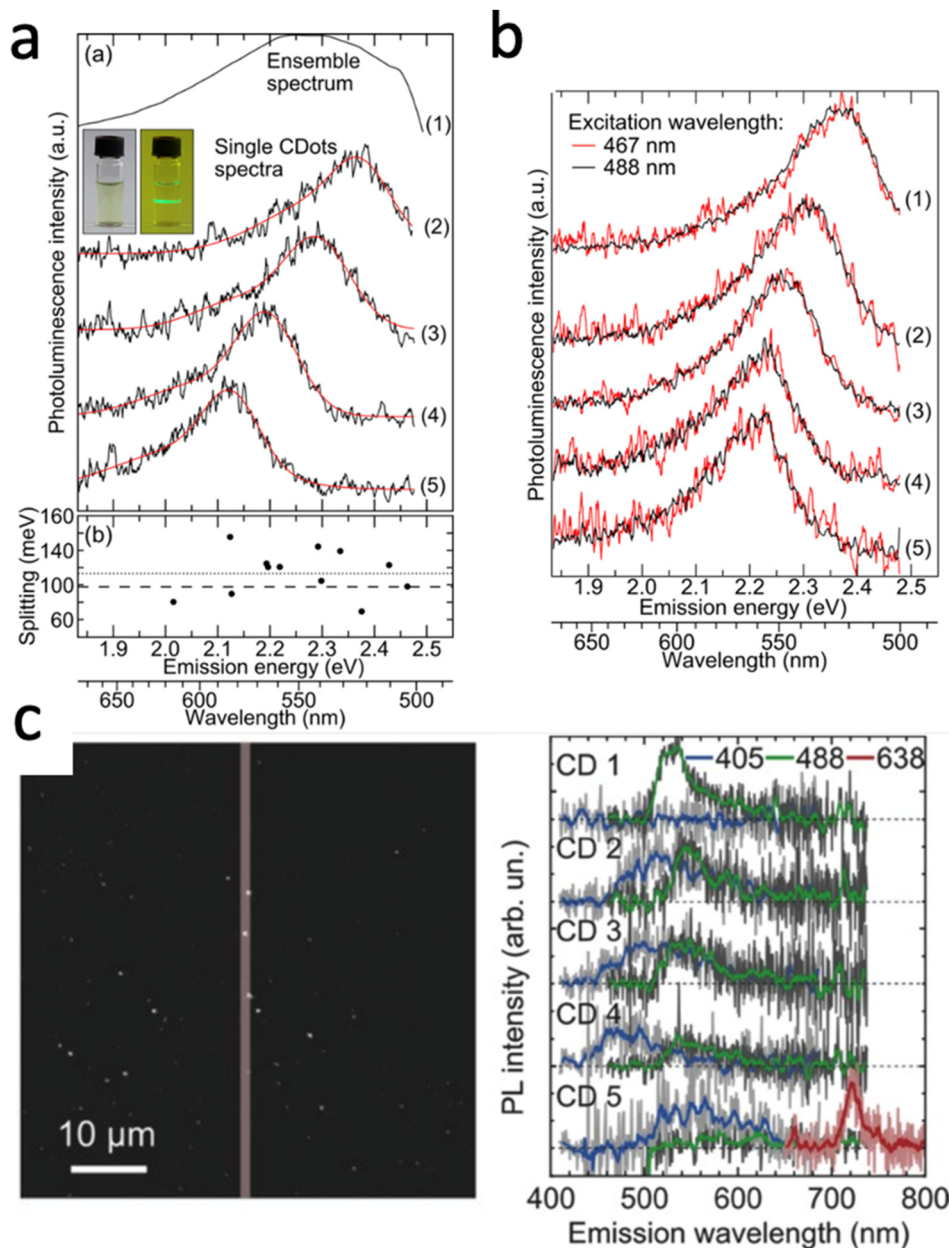 a
(a)
Ensemble
spectrum
(1)
Single CDots
spectra
(2)
(3)
(4)
(5)
Photoluminescence intensity (a.u.)
(b)
Splitting (meV)
160
140
100
60
1.9 2.0 2.1 2.2 2.3 2.4 2.5
Emission energy (eV)
650 600 550 500
Wavelength (nm)
b
Excitation wavelength:
467 nm
488 nm
(1)
(2)
(3)
(4)
(5)
Photoluminescence intensity (a.u.)
1.9 2.0 2.1 2.2 2.3 2.4 2.5
Emission energy (eV)
650 600 550 500
Wavelength (nm)
c
10 µm
405 488 638
CD 1
CD 2
CD 3
CD 4
CD 5
PL intensity (arb. un.)
400 500 600 700 800
Emission wavelength (nm)